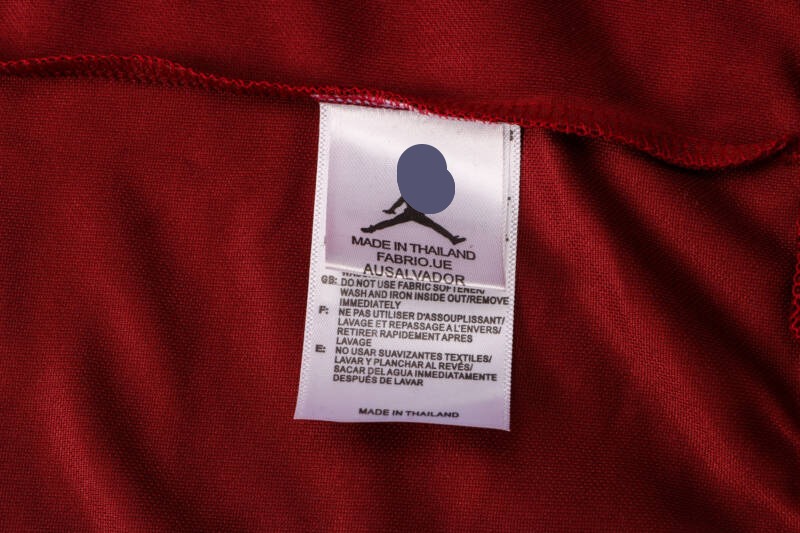 MADE IN THAILAND
FABRIO.UE
AUSALVADOR
GB: DO NOT USE FABRIC SOFTENER/
WASH AND IRON INSIDE OUT/REMOVE
IMMEDIATELY
F: NE PAS UTILISER D'ASSOUPLISSANT/
LAVAGE ET REPASSAGE A L'ENVERS/
RETIRER RAPIDEMENT APRES
LAVAGE
E: NO USAR SUAVIZANTES TEXTILES/
LAVAR Y PLANCHAR AL REVÉS/
SACAR DEL AGUA INMEDIATAMENTE
DESPUÉS DE LAVAR
MADE IN THAILAND